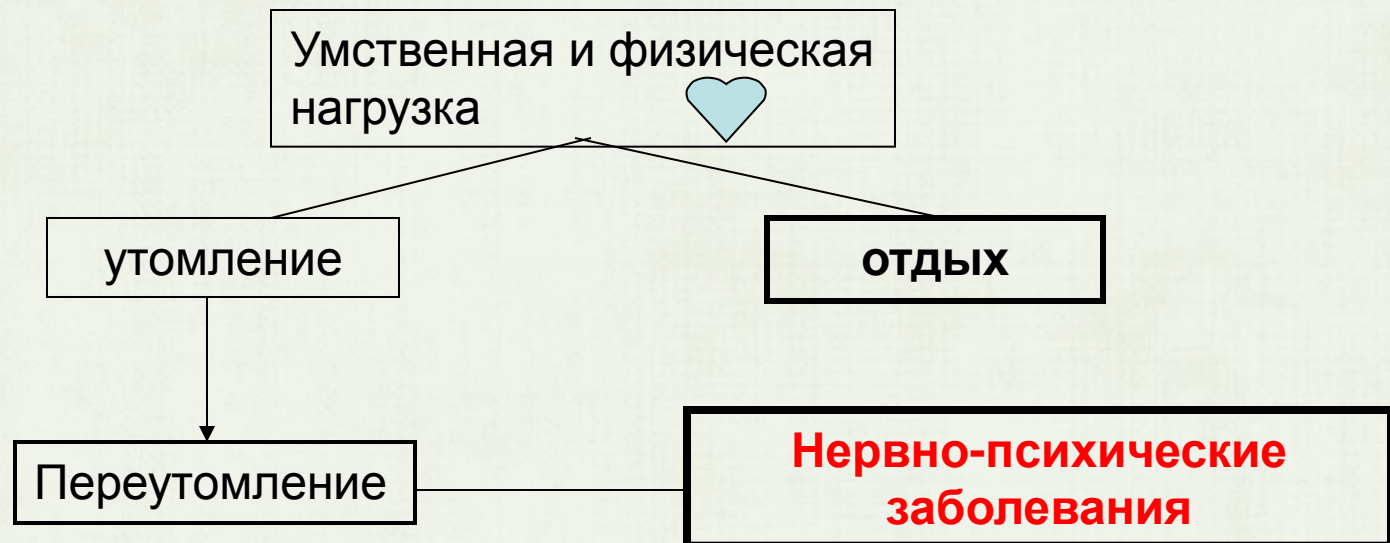 Умственная и физическая
нагрузка
утомление
отдых
Переутомление
Нервно-психические
заболевания